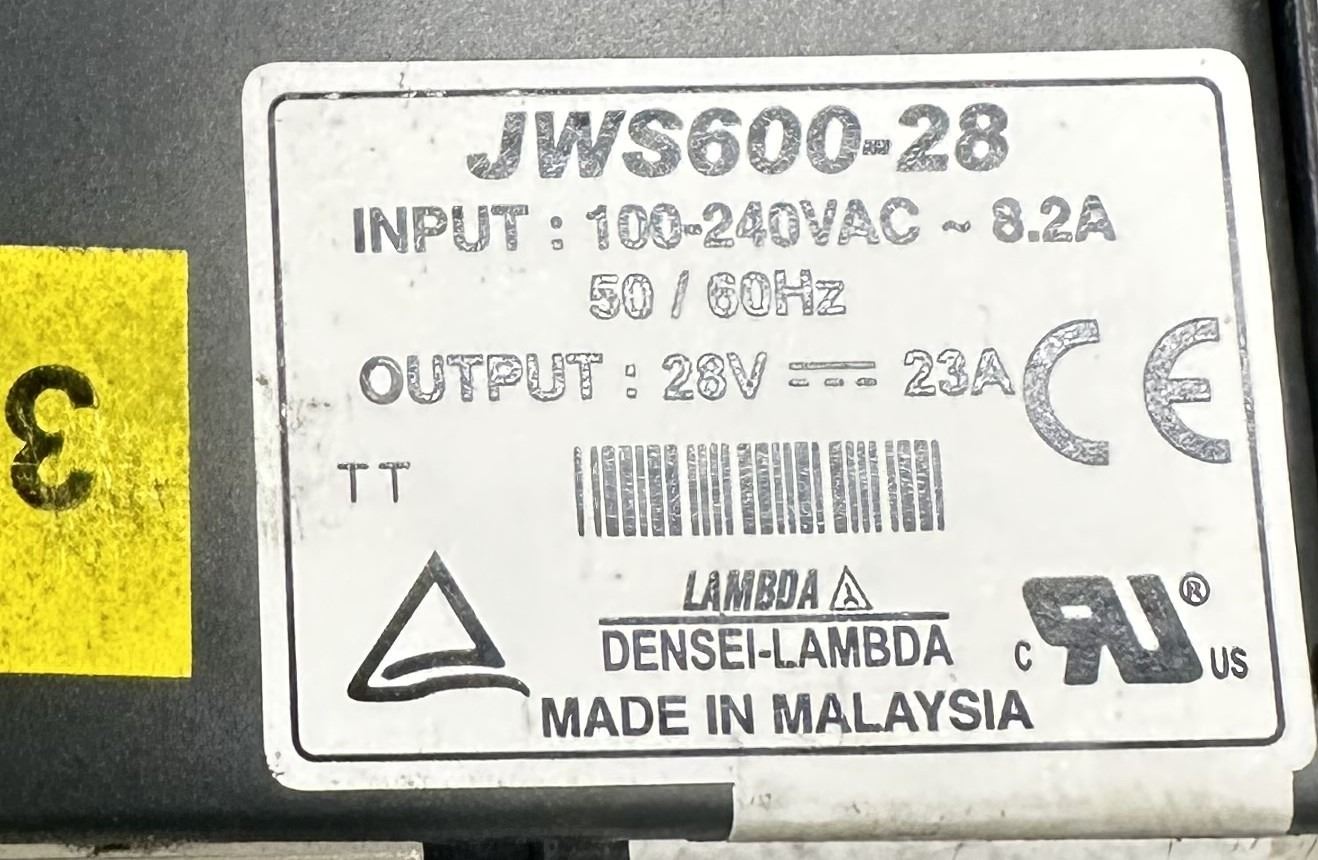 JWS600-28
INPUT : 100-240VAC ~ 8.2A
50 / 60Hz
OUTPUT : 28V ⎓ 23A
CE
TT
LAMBDA
DENSEI-LAMBDA
C RU ® US
MADE IN MALAYSIA
3